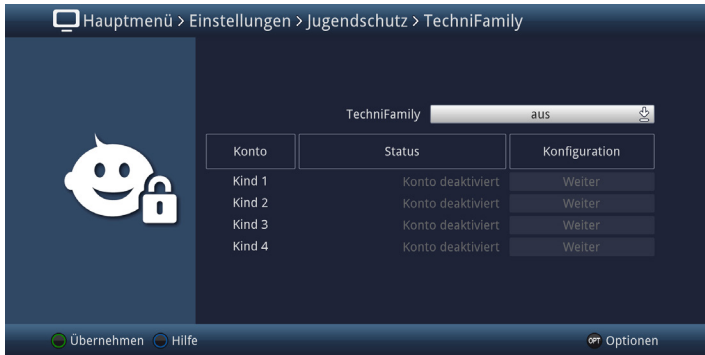 Hauptmenü > Einstellungen > Jugendschutz > TechniFamily
TechniFamily aus
Konto Status Konfiguration
Kind 1 Konto deaktiviert Weiter
Kind 2 Konto deaktiviert Weiter
Kind 3 Konto deaktiviert Weiter
Kind 4 Konto deaktiviert Weiter
Übernehmen Hilfe OPT Optionen